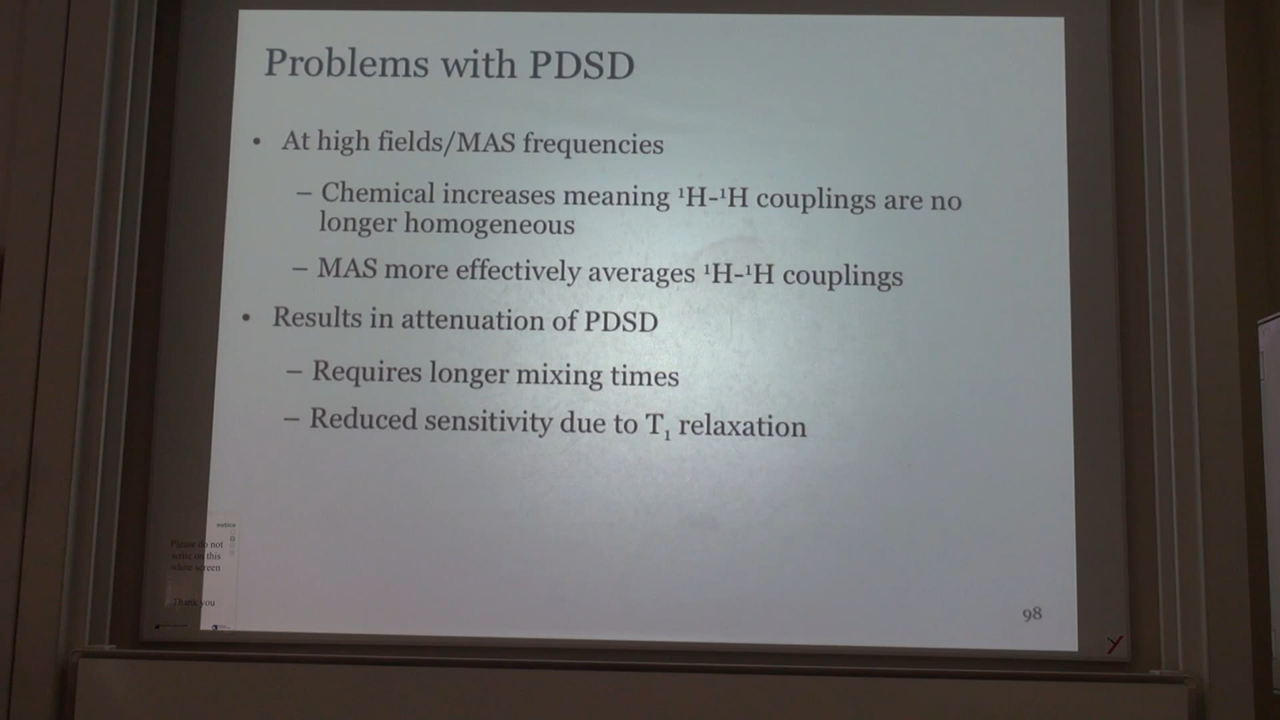 Problems with PDSD
• At high fields/MAS frequencies
– Chemical increases meaning ¹H-¹H couplings are no
longer homogeneous
– MAS more effectively averages ¹H-¹H couplings
• Results in attenuation of PDSD
– Requires longer mixing times
– Reduced sensitivity due to T₁ relaxation
notice
Please do not
write on this
white screen
Thank you
98